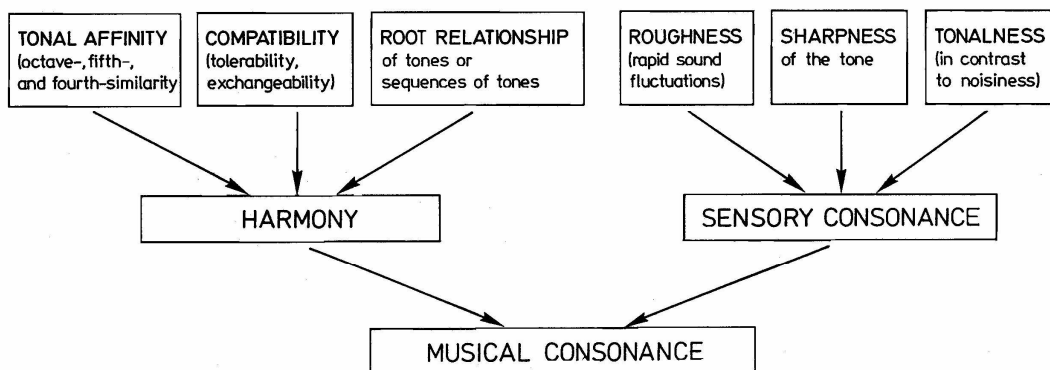 TONAL AFFINITY
(octave-, fifth-,
and fourth-similarity
COMPATIBILITY
(tolerability,
exchangeability)
ROOT RELATIONSHIP
of tones or
sequences of tones
ROUGHNESS
(rapid sound
fluctuations)
SHARPNESS
of the tone
TONALNESS
(in contrast
to noisiness)
HARMONY
SENSORY CONSONANCE
MUSICAL CONSONANCE